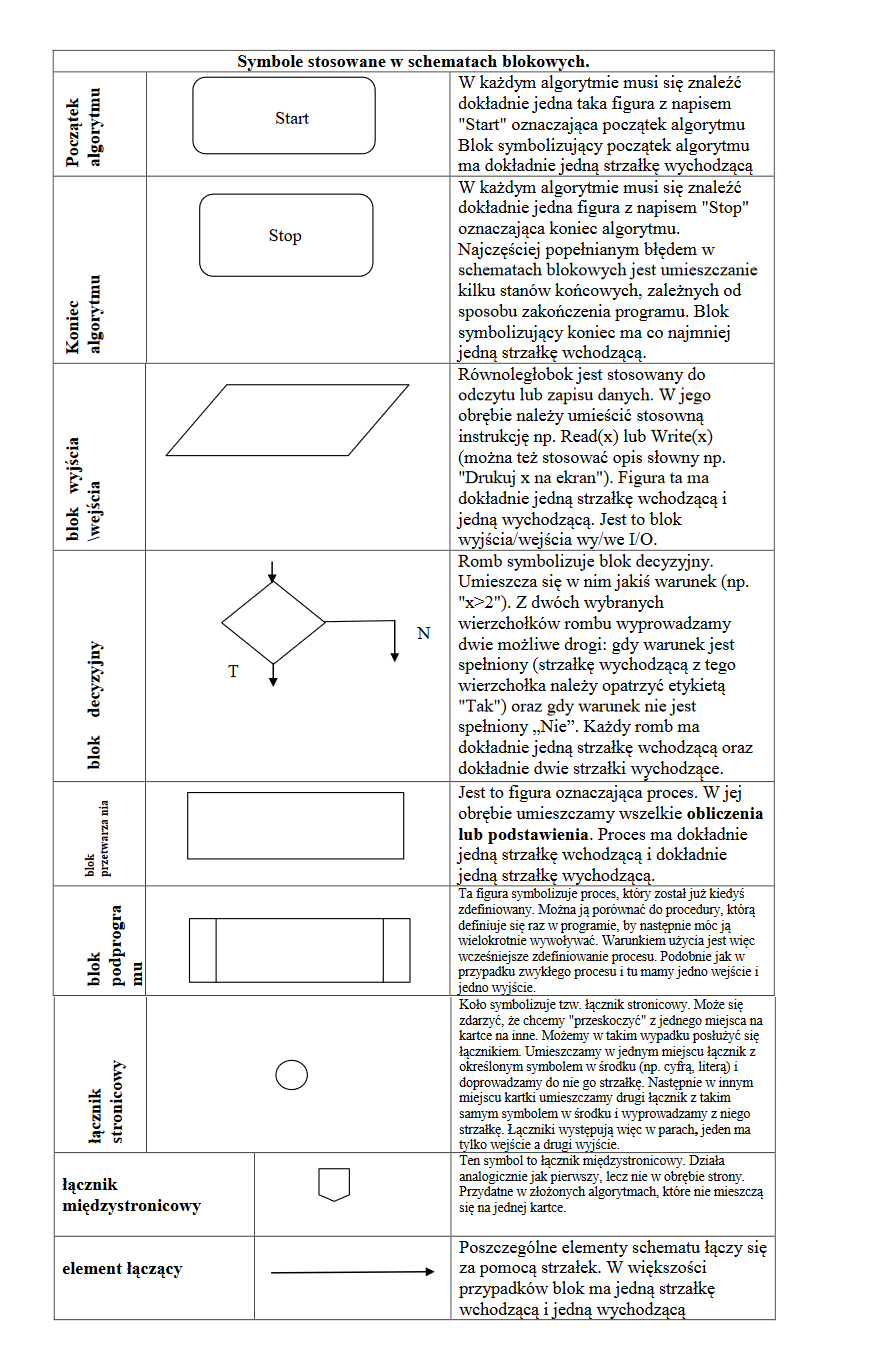 Symbole stosowane w schematach blokowych.
Początek
algorytmu
Start
W każdym algorytmie musi się znaleźć
dokładnie jedna taka figura z napisem
"Start" oznaczająca początek algorytmu
Blok symbolizujący początek algorytmu
ma dokładnie jedną strzałkę wychodzącą
Koniec
algorytmu
Stop
W każdym algorytmie musi się znaleźć
dokładnie jedna figura z napisem "Stop"
oznaczająca koniec algorytmu.
Najczęściej popełnianym błędem w
schematach blokowych jest umieszczanie
kilku stanów końcowych, zależnych od
sposobu zakończenia programu. Blok
symbolizujący koniec ma co najmniej
jedną strzałkę wchodzącą.
blok wyjścia
\wejścia
Równoległobok jest stosowany do
odczytu lub zapisu danych. W jego
obrębie należy umieścić stosowną
instrukcję np. Read(x) lub Write(x)
(można też stosować opis słowny np.
"Drukuj x na ekran"). Figura ta ma
dokładnie jedną strzałkę wchodzącą i
jedną wychodzącą. Jest to blok
wyjścia/wejścia wy/we I/O.
blok decyzyjny
T
N
Romb symbolizuje blok decyzyjny.
Umieszcza się w nim jakiś warunek (np.
"x>2"). Z dwóch wybranych
wierzchołków rombu wyprowadzamy
dwie możliwe drogi: gdy warunek jest
spełniony (strzałkę wychodzącą z tego
wierzchołka należy opatrzyć etykietą
"Tak") oraz gdy warunek nie jest
spełniony „Nie”. Każdy romb ma
dokładnie jedną strzałkę wchodzącą oraz
dokładnie dwie strzałki wychodzące.
blok
przetwarza nia
Jest to figura oznaczająca proces. W jej
obrębie umieszczamy wszelkie obliczenia
lub podstawienia. Proces ma dokładnie
jedną strzałkę wchodzącą i dokładnie
jedną strzałkę wychodzącą.
blok
podprogra
mu
Ta figura symbolizuje proces, który został już kiedyś
zdefiniowany. Można ją porównać do procedury, którą
definiuje się raz w programie, by następnie móc ją
wielokrotnie wywoływać. Warunkiem użycia jest więc
wcześniejsze zdefiniowanie procesu. Podobnie jak w
przypadku zwykłego procesu i tu mamy jedno wejście i
jedno wyjście.
łącznik
stronicowy
Koło symbolizuje tzw. łącznik stronicowy. Może się
zdarzyć, że chcemy "przeskoczyć" z jednego miejsca na
kartce na inne. Możemy w takim wypadku posłużyć się
łącznikiem. Umieszczamy w jednym miejscu łącznik z
określonym symbolem w środku (np. cyfrą, literą) i
doprowadzamy do nie go strzałkę. Następnie w innym
miejscu kartki umieszczamy drugi łącznik z takim
samym symbolem w środku i wyprowadzamy z niego
strzałkę. Łączniki występują więc w parach, jeden ma
tylko wejście a drugi wyjście.
łącznik
międzystronicowy
Ten symbol to łącznik międzystronicowy. Działa
analogicznie jak pierwszy, lecz nie w obrębie strony.
Przydatne w złożonych algorytmach, które nie mieszczą
się na jednej kartce.
element łączący
Poszczególne elementy schematu łączy się
za pomocą strzałek. W większości
przypadków blok ma jedną strzałkę
wchodzącą i jedną wychodzącą